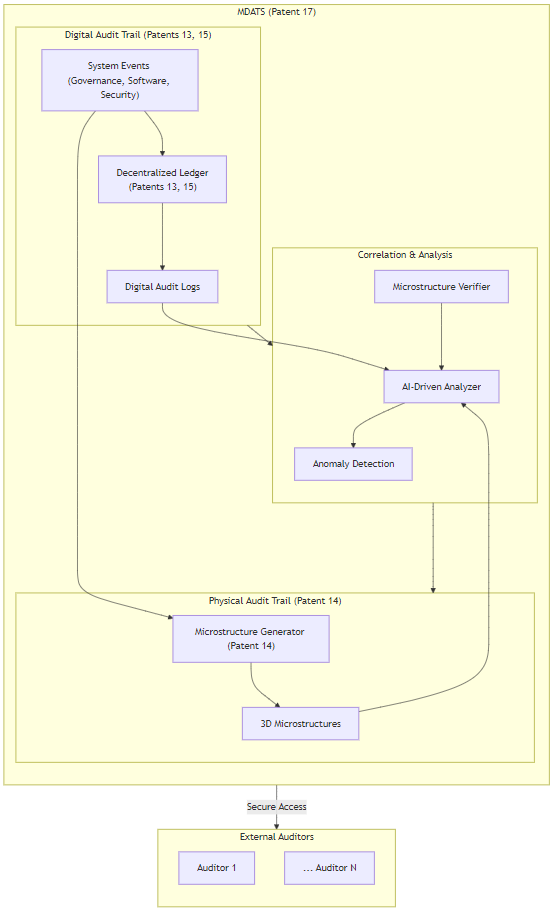 MDATS (Patent 17)
Digital Audit Trail (Patents 13, 15)
System Events
(Governance, Software,
Security)
Decentralized Ledger
(Patents 13, 15)
Digital Audit Logs
Correlation & Analysis
Microstructure Verifier
AI-Driven Analyzer
Anomaly Detection
Physical Audit Trail (Patent 14)
Microstructure Generator
(Patent 14)
3D Microstructures
Secure Access
External Auditors
Auditor 1
... Auditor N